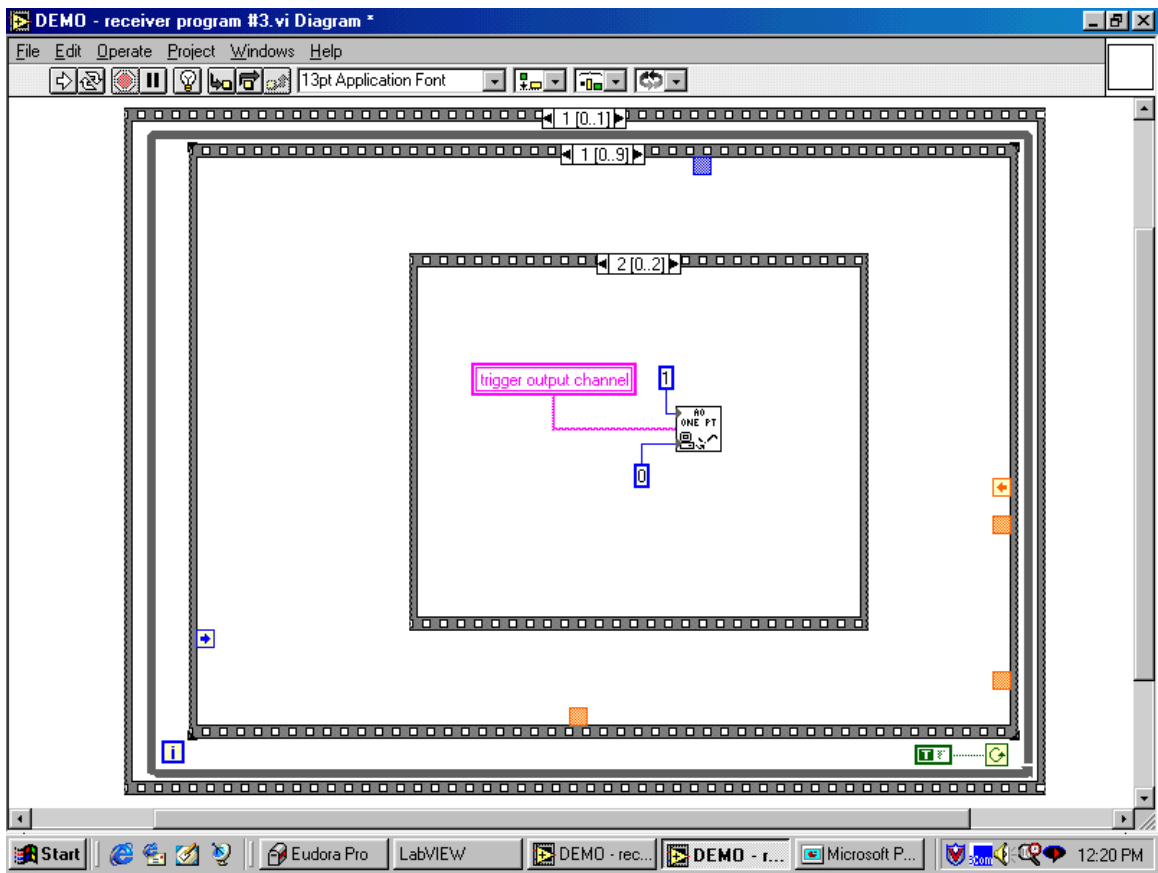 DEMO - receiver program #3.vi Diagram *
File Edit Operate Project Windows Help
13pt Application Font
1 [0..1]
1 [0..9]
2 [0..2]
trigger output channel
1
AO
ONE PT
0
i
T
Start
Eudora Pro
LabVIEW
DEMO - rec...
DEMO - r...
Microsoft P...
.com
12:20 PM